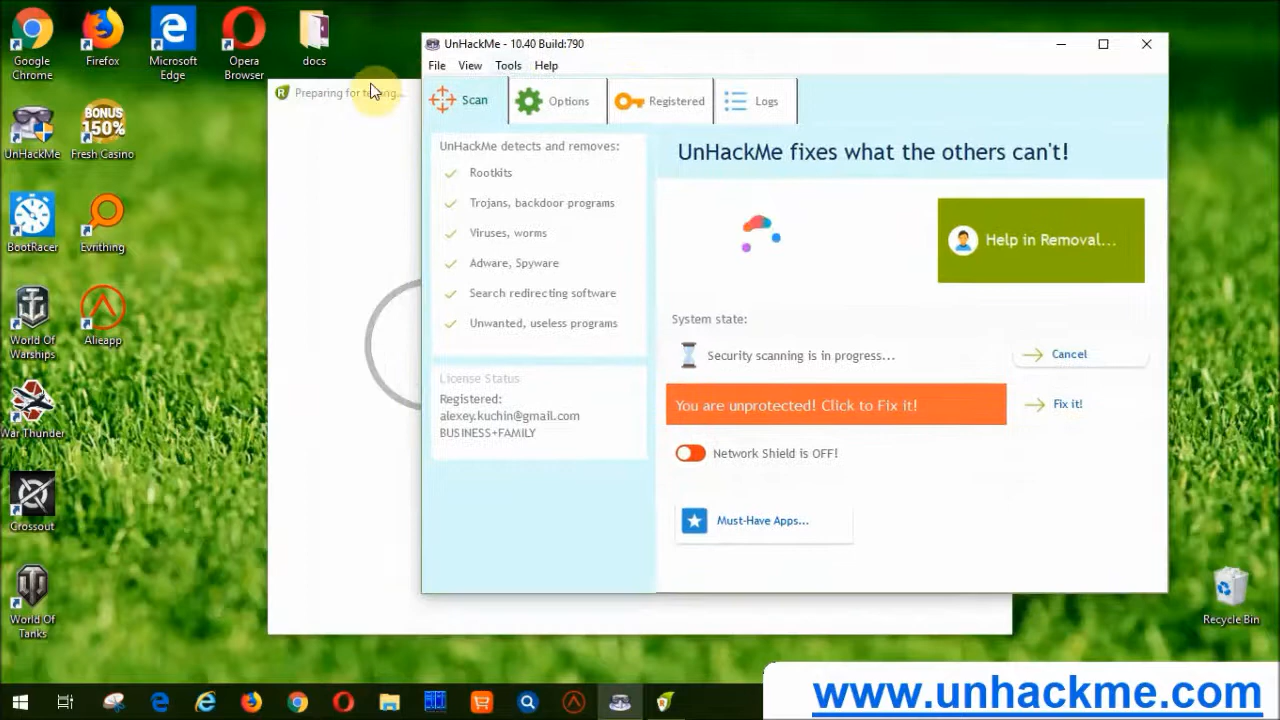 Google
Chrome
Firefox
Microsoft
Edge
Opera
Browser
docs
UnHackMe
BONUS
150%
Fresh Casino
BootRacer
Evrithing
World Of
Warships
Alieapp
War Thunder
Crossout
World Of
Tanks
Recycle Bin
R Preparing for
UnHackMe - 10.40 Build:790
File View Tools Help
Scan Options Registered Logs
UnHackMe detects and removes:
Rootkits
Trojans, backdoor programs
Viruses, worms
Adware, Spyware
Search redirecting software
Unwanted, useless programs
License Status
Registered:
alexey.kuchin@gmail.com
BUSINESS+FAMILY
UnHackMe fixes what the others can't!
Help in Removal...
System state:
Security scanning is in progress...
Cancel
You are unprotected! Click to Fix it!
Fix it!
Network Shield is OFF!
Must-Have Apps...
www.unhackme.com